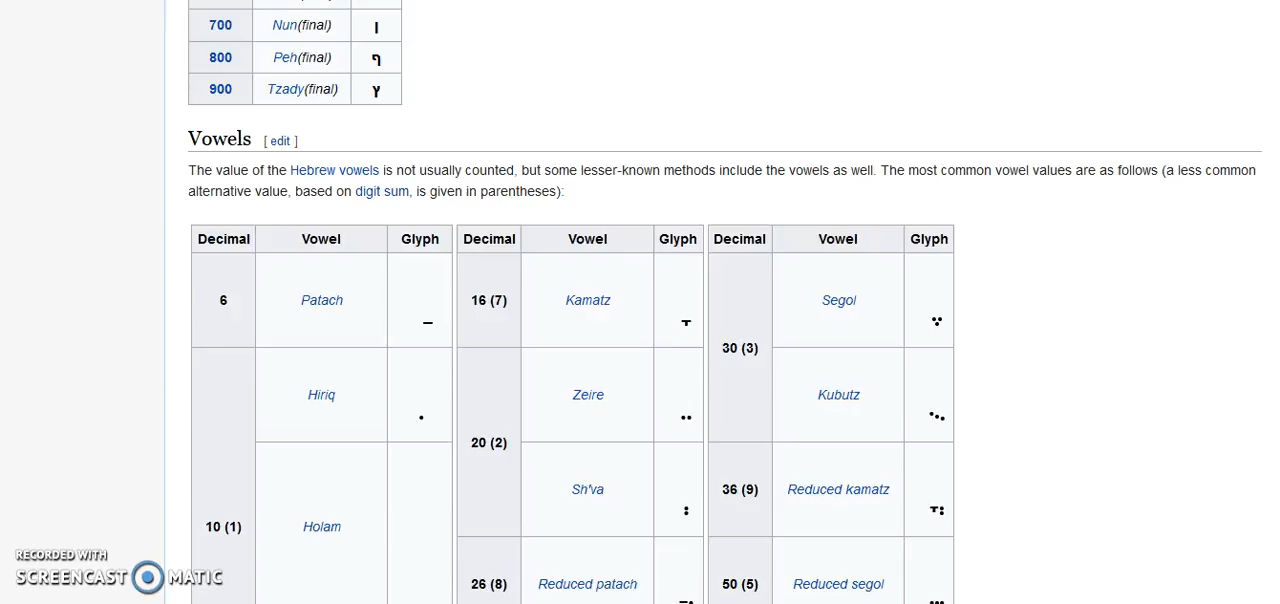 700 Nun(final) ן
800 Peh(final) ף
900 Tzady(final) ץ
Vowels [ edit ]
The value of the Hebrew vowels is not usually counted, but some lesser-known methods include the vowels as well. The most common vowel values are as follows (a less common
alternative value, based on digit sum, is given in parentheses):
Decimal Vowel Glyph Decimal Vowel Glyph Decimal Vowel Glyph
6 Patach ַ 16 (7) Kamatz ָ Segol ֶ
30 (3)
Hiriq ִ Zeire ֵ Kubutz ֻ
20 (2)
Sh'va ְ 36 (9) Reduced kamatz ֳ
10 (1) Holam
26 (8) Reduced patach ֲ 50 (5) Reduced segol ֱ
RECORDED WITH
SCREENCAST MATIC